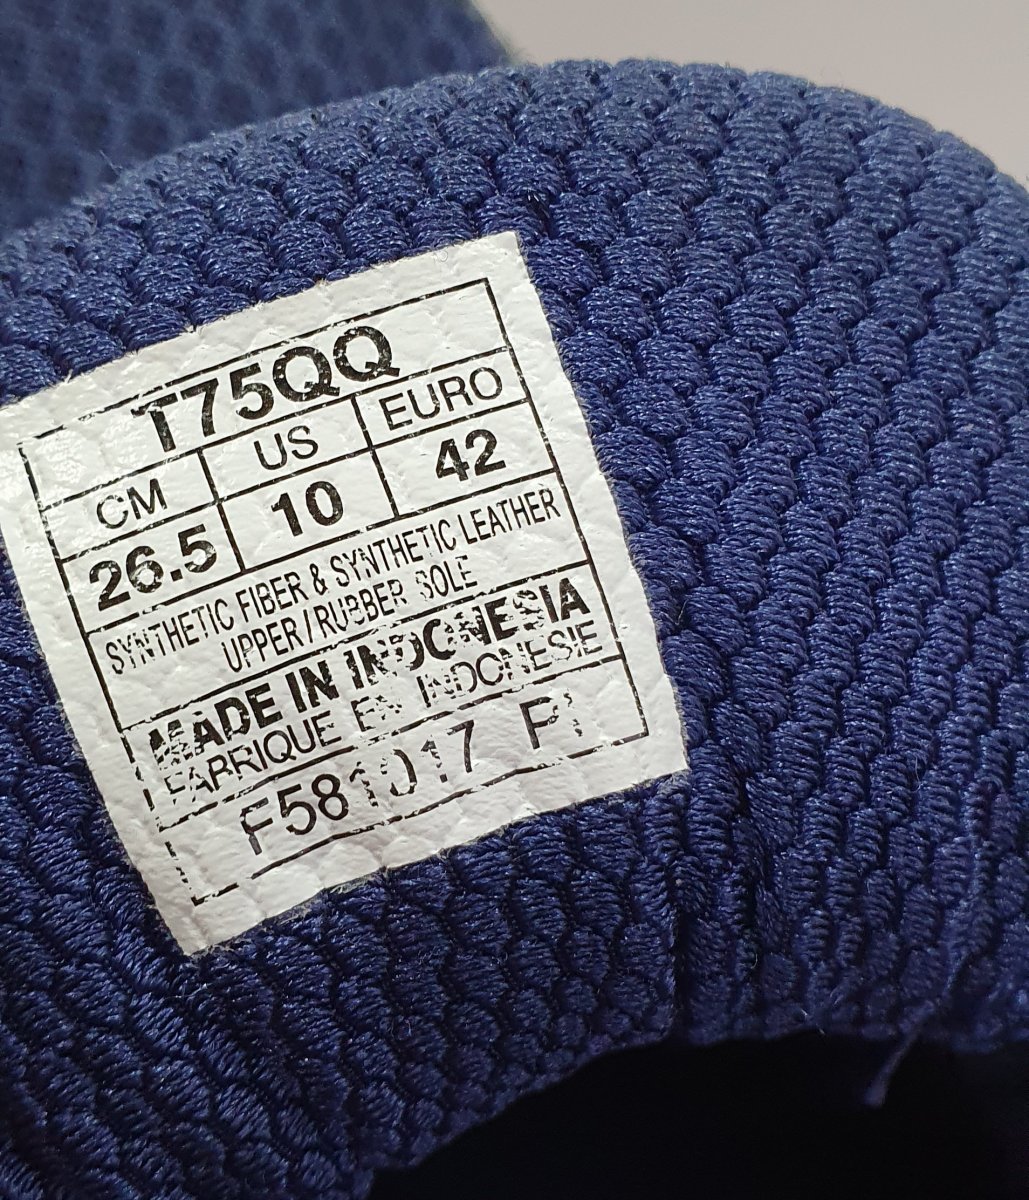 T75QQ
CM US EURO
26.5 10 42
SYNTHETIC FIBER & SYNTHETIC LEATHER
UPPER/RUBBER SOLE
MADE IN INDONESIA
FABRIQUE EN INDONESIE
F581017